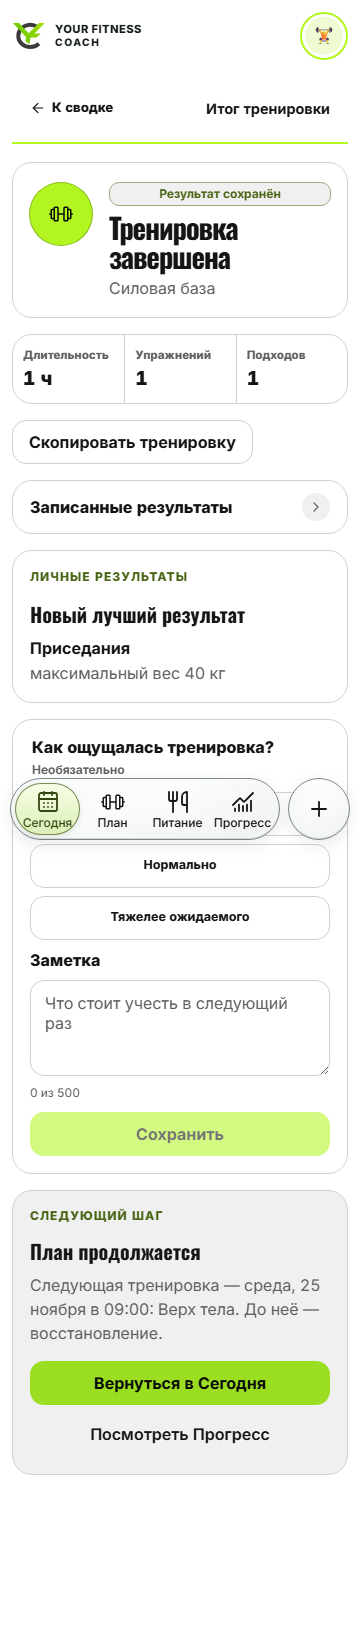 YOUR FITNESS
COACH
К сводке
Итог тренировки
Результат сохранён
Тренировка
завершена
Силовая база
Длительность
1 ч
Упражнений
1
Подходов
1
Скопировать тренировку
Записанные результаты
ЛИЧНЫЕ РЕЗУЛЬТАТЫ
Новый лучший результат
Приседания
максимальный вес 40 кг
Как ощущалась тренировка?
Необязательно
Сегодня
План
Питание
Прогресс
Нормально
Тяжелее ожидаемого
Заметка
Что стоит учесть в следующий
раз
0 из 500
Сохранить
СЛЕДУЮЩИЙ ШАГ
План продолжается
Следующая тренировка — среда, 25
ноября в 09:00: Верх тела. До неё —
восстановление.
Вернуться в Сегодня
Посмотреть Прогресс